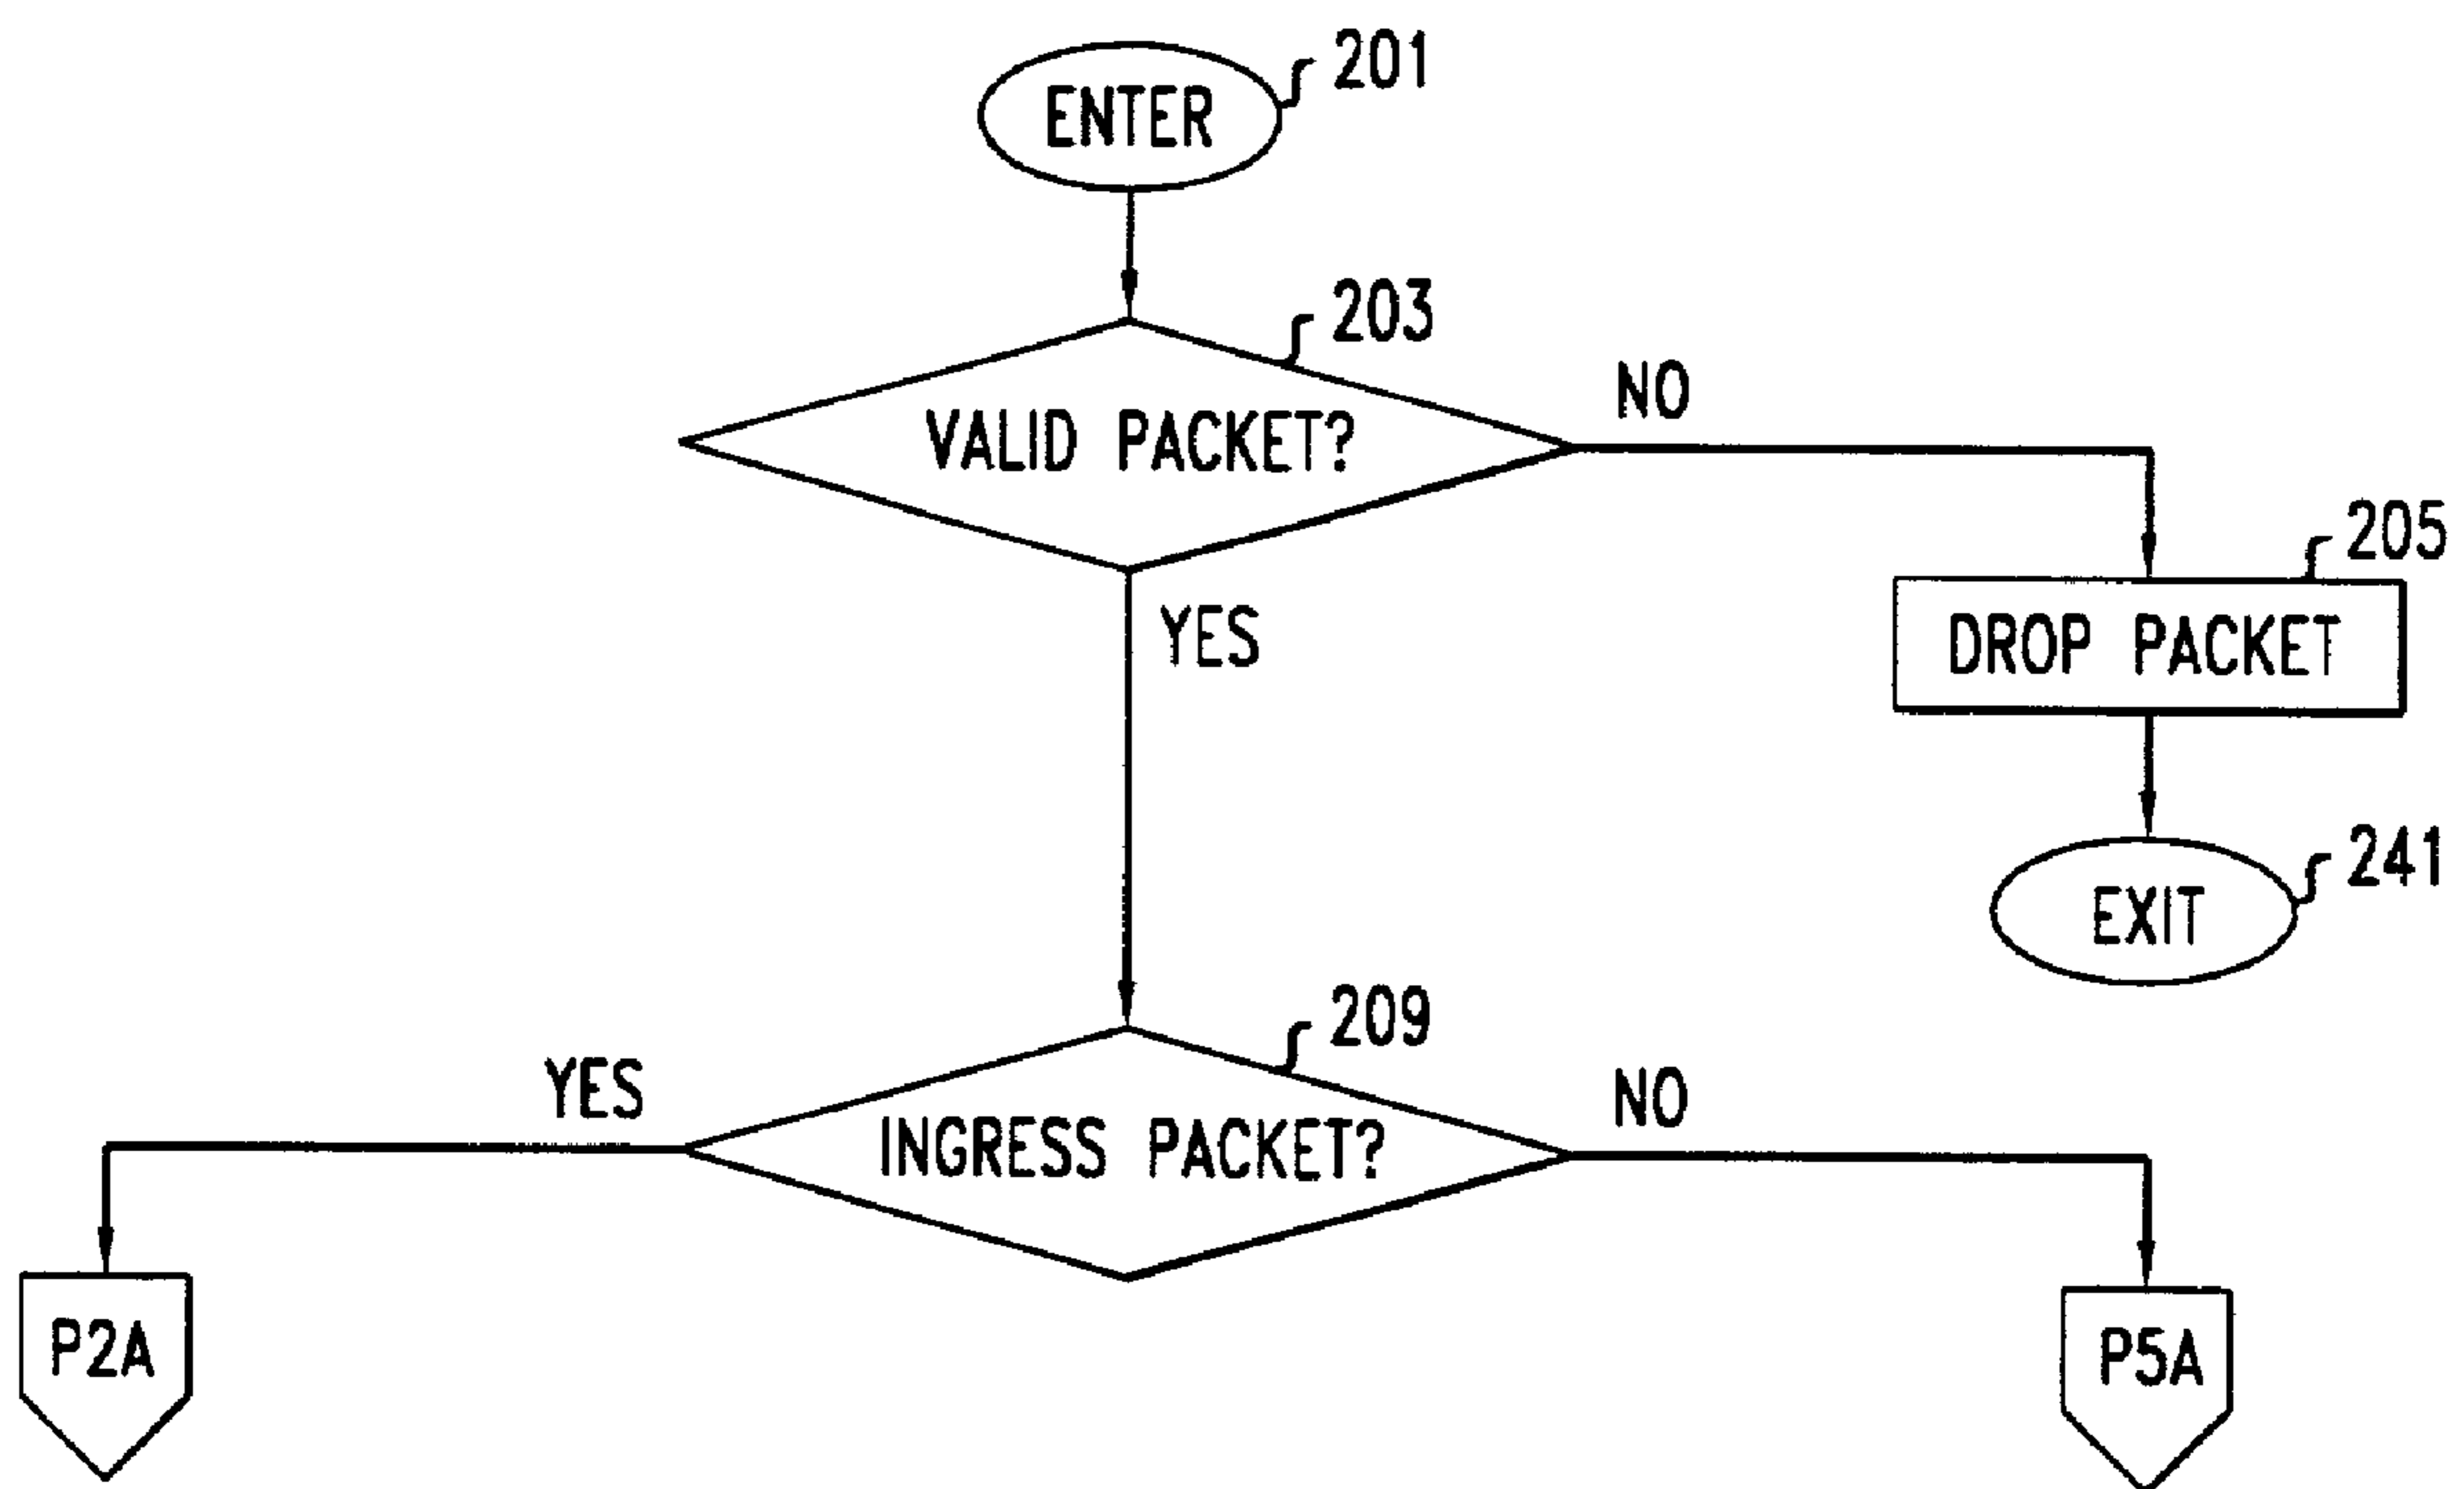 201
ENTER
203
VALID PACKET?
NO
YES
205
DROP PACKET
241
EXIT
209
YES
INGRESS PACKET?
NO
P2A
P5A